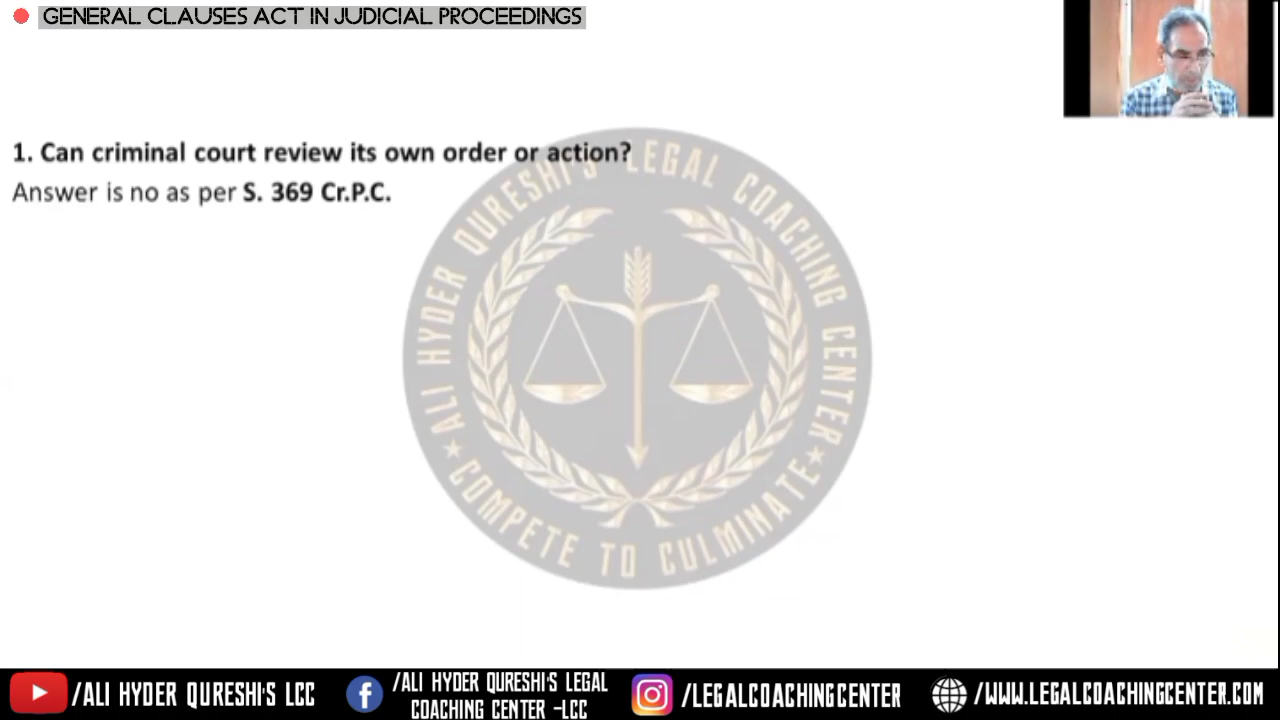 GENERAL CLAUSES ACT IN JUDICIAL PROCEEDINGS
1. Can criminal court review its own order or action?
Answer is no as per S. 369 Cr.P.C.
ALI HYDER QURESHI'S LEGAL COACHING CENTER
COMPETE TO CULMINATE
/ALI HYDER QURESHI'S LCC
/ALI HYDER QURESHI'S LEGAL
COACHING CENTER -LCC
/LEGALCOACHINGCENTER
/WWW.LEGALCOACHINGCENTER.COM